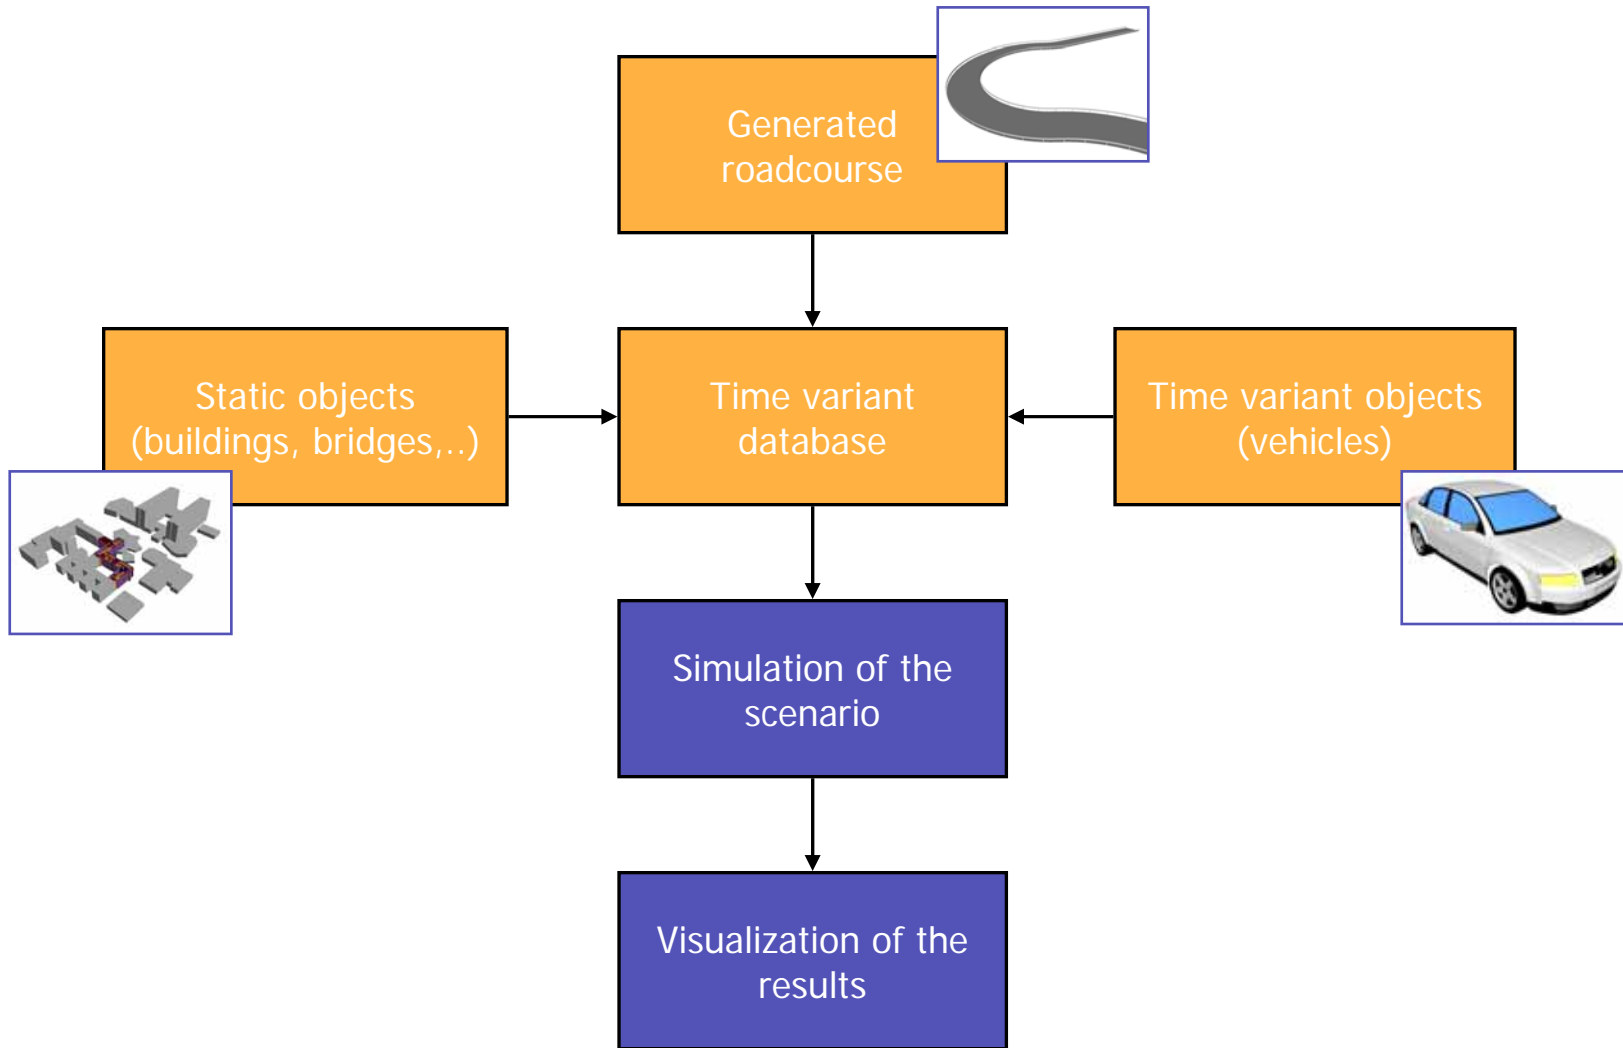 Generated
roadcourse
Static objects
(buildings, bridges,..)
Time variant
database
Time variant objects
(vehicles)
Simulation of the
scenario
Visualization of the
results